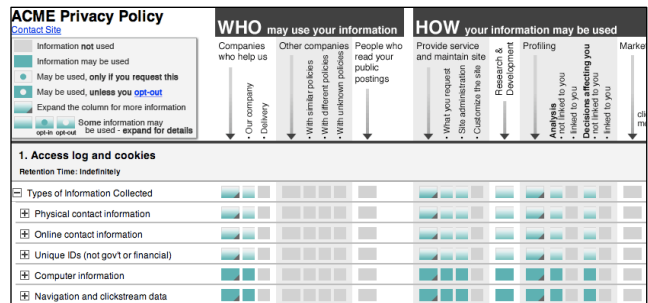 ACME Privacy Policy
Contact Site
Information not used
Information may be used
May be used, only if you request this
May be used, unless you opt-out
Expand the column for more information
Some information may
be used - expand for details
opt-in opt-out
WHO may use your information
Companies
who help us
• Our company
• Delivery
Other companies
• With similar policies
• With different policies
• With unknown policies
People who
read your
public
postings
HOW your information may be used
Provide service
and maintain site
• What you request
• Site administration
• Customize the site
Research &
Development
Profiling
Analysis
• not linked to you
• linked to you
Decisions affecting you
• not linked to you
• linked to you
Marke
cli
me
1. Access log and cookies
Retention Time: Indefinitely
Types of Information Collected
Physical contact information
Online contact information
Unique IDs (not gov't or financial)
Computer information
Navigation and clickstream data